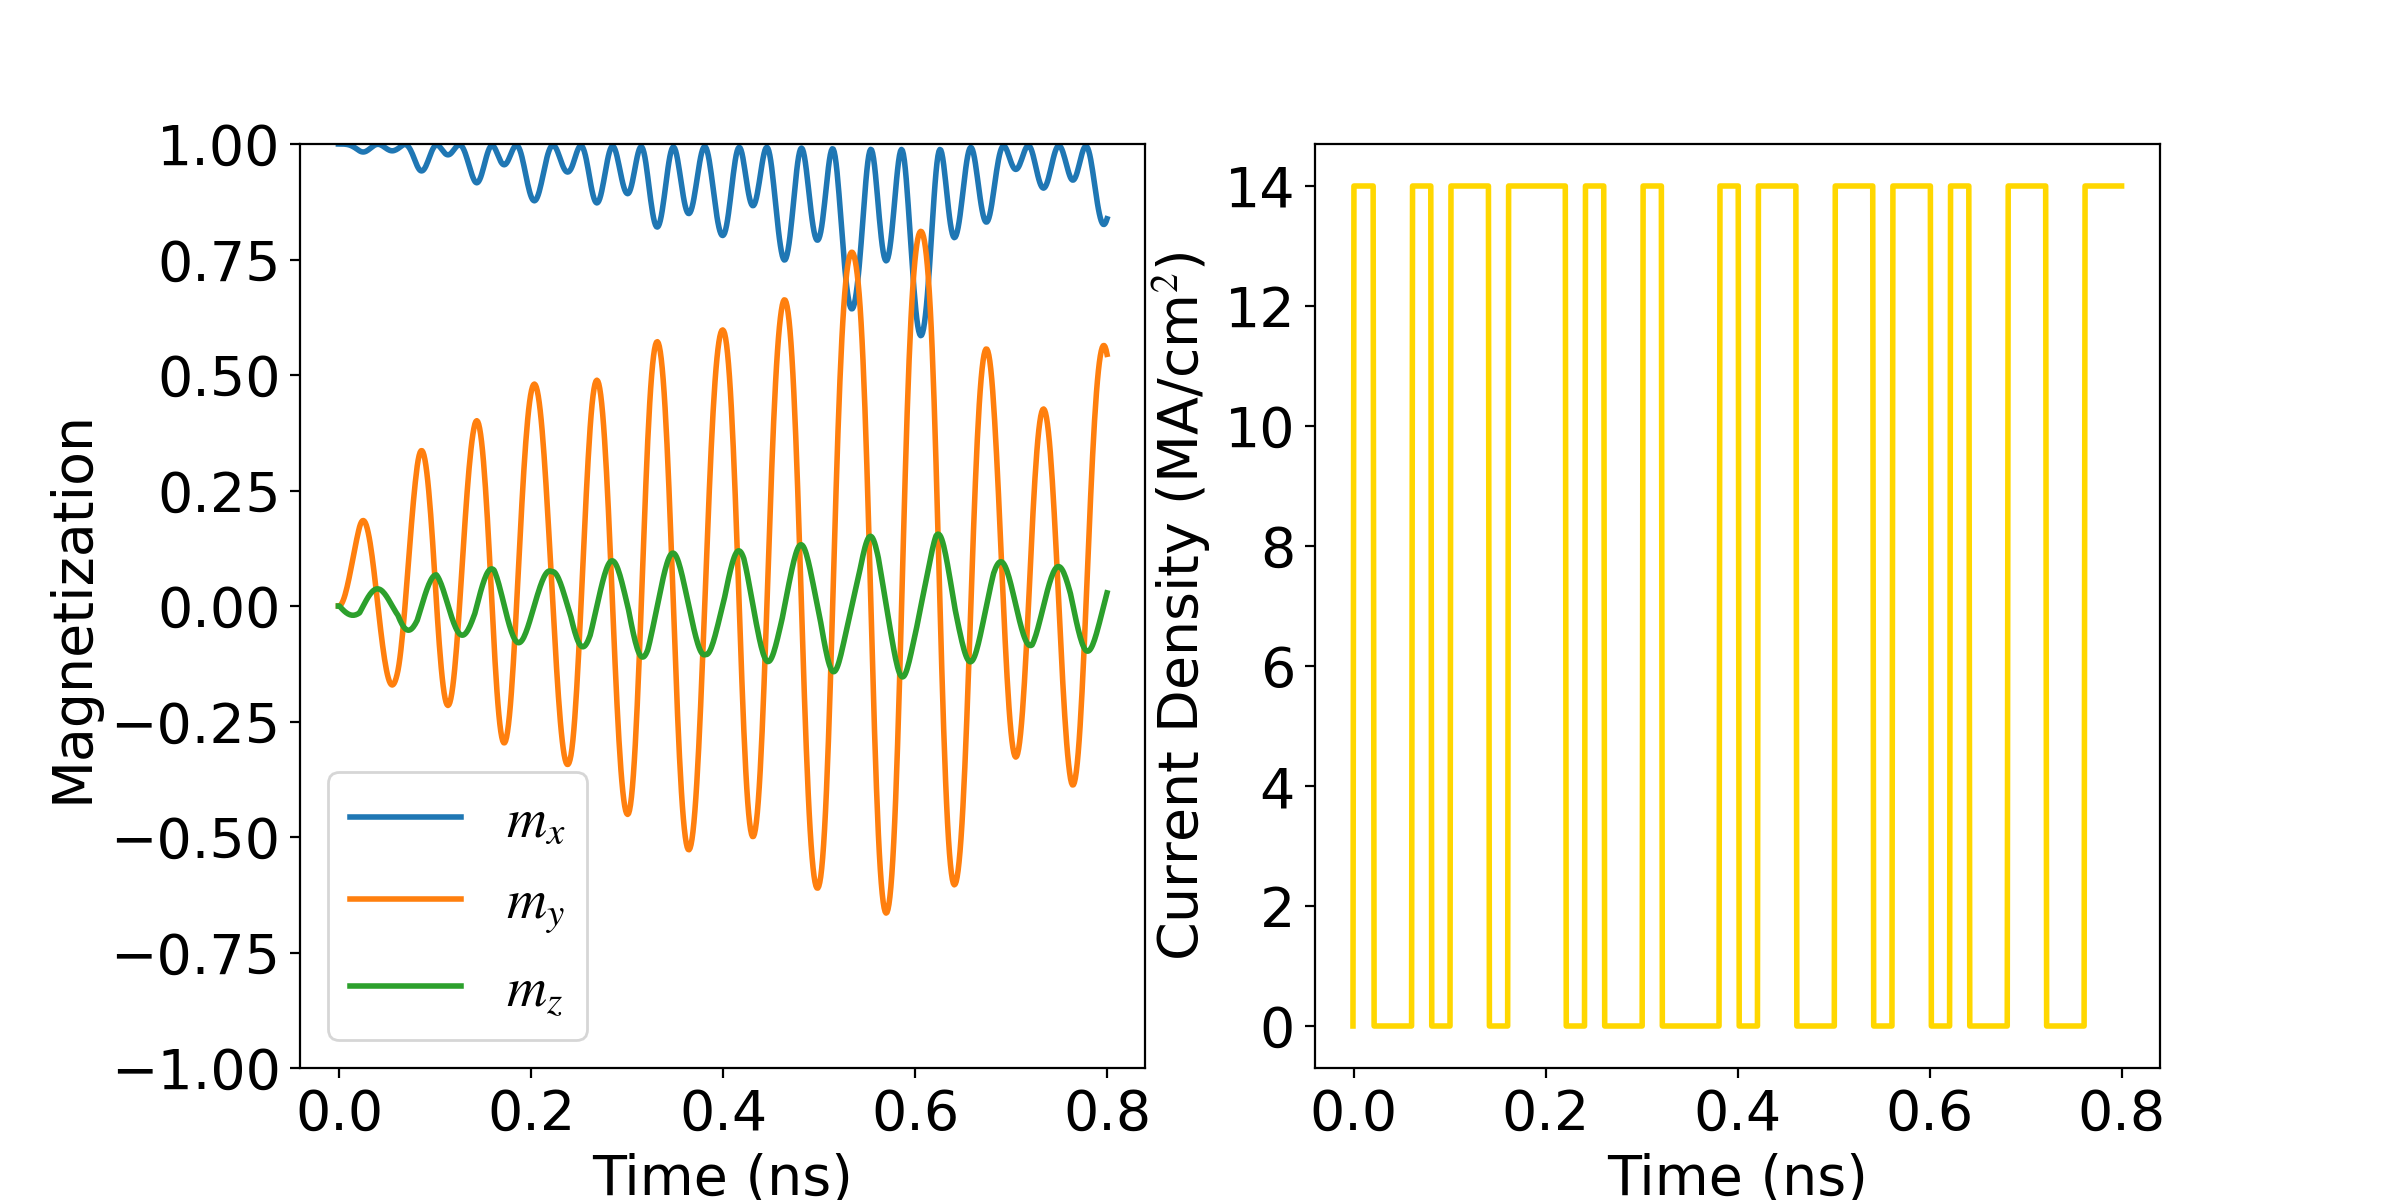 Magnetization
1.00
0.75
0.50
0.25
0.00
−0.25
−0.50
−0.75
−1.00
m_x
m_y
m_z
0.0 0.2 0.4 0.6 0.8
Time (ns)
Current Density (MA/cm²)
14
12
10
8
6
4
2
0
0.0 0.2 0.4 0.6 0.8
Time (ns)